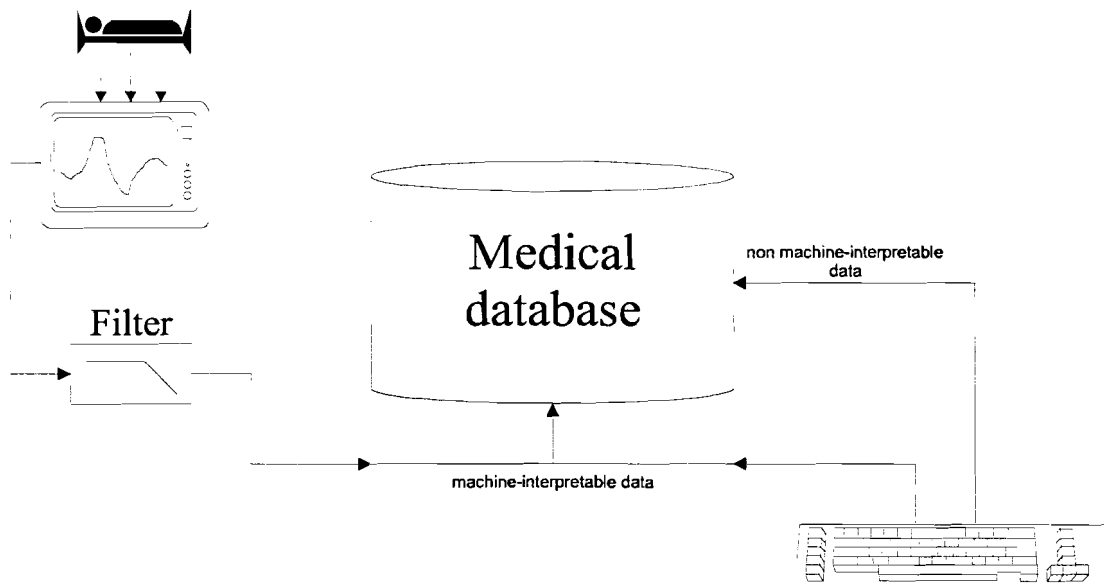 Medical
database
non machine-interpretable
data
Filter
machine-interpretable data